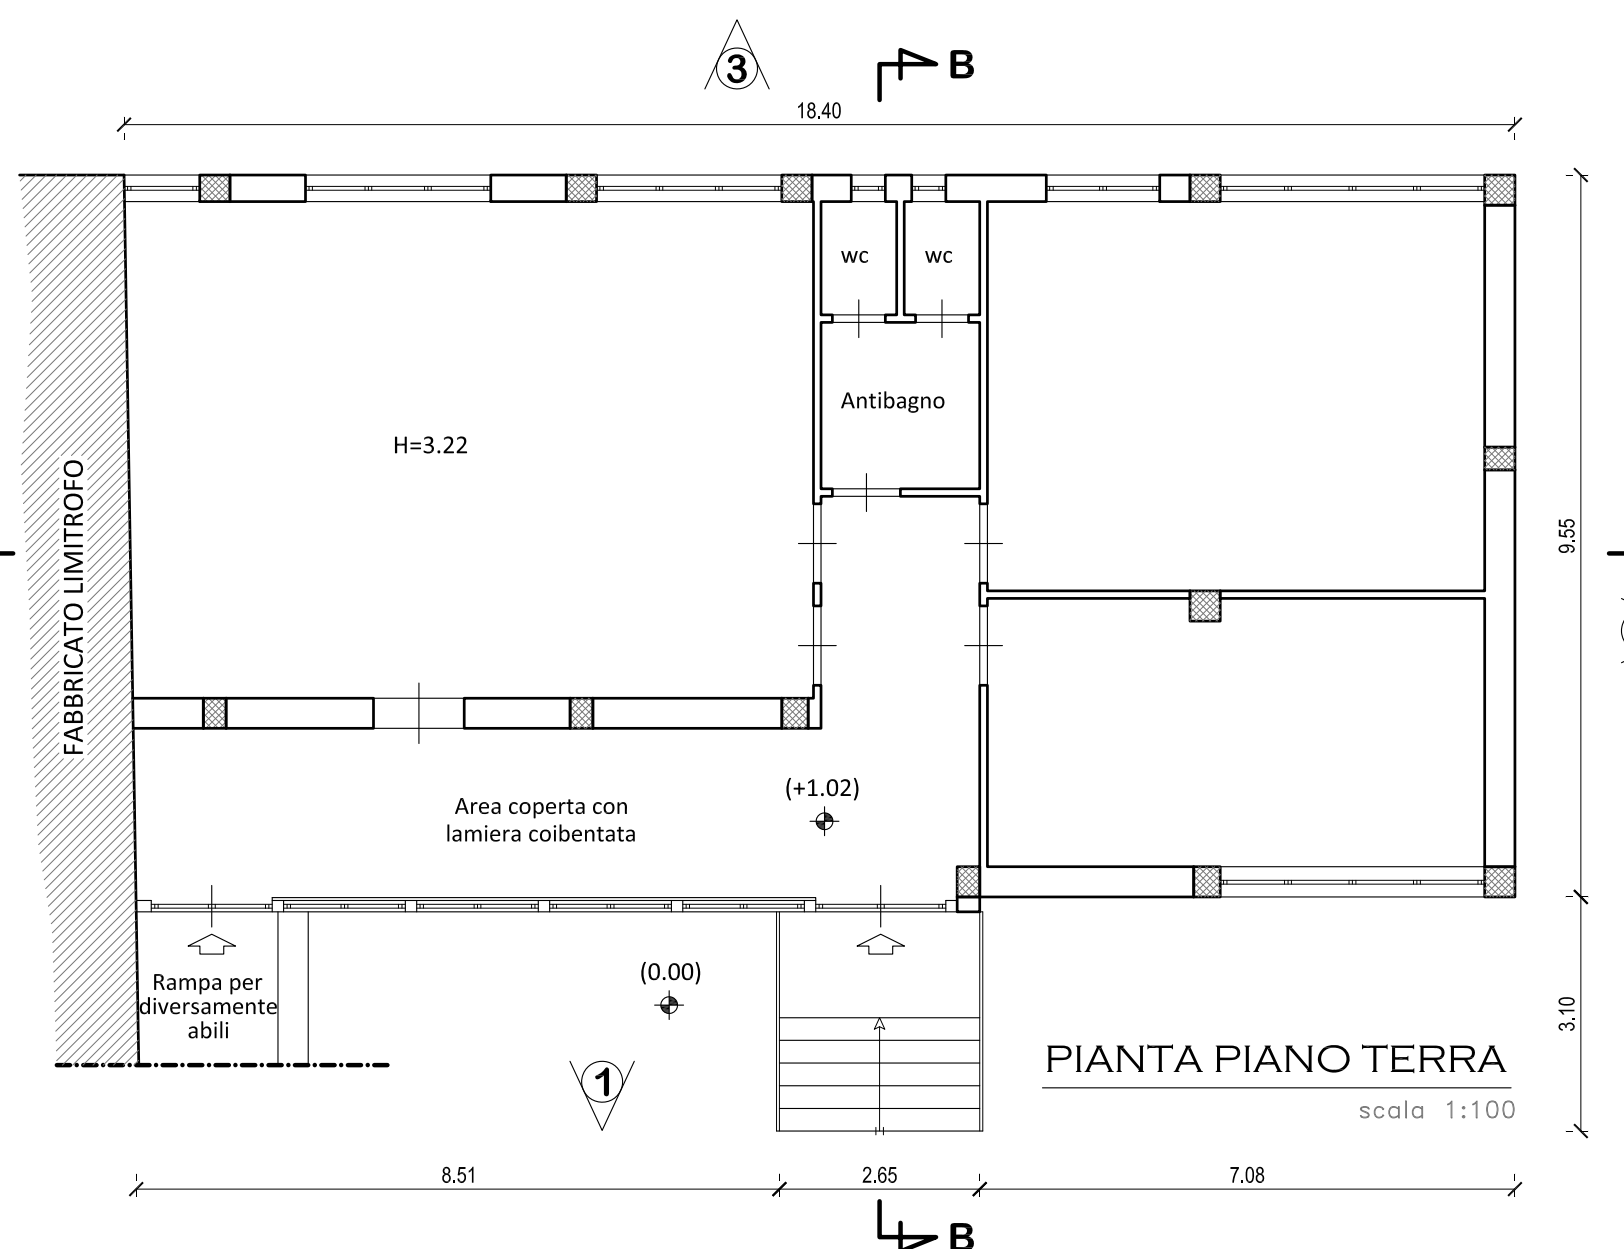 3
B
18.40
wc
wc
Antibagno
H=3.22
FABBRICATO LIMITROFO
9.55
(+1.02)
Area coperta con
lamiera coibentata
(0.00)
Rampa per
diversamente
abili
3.10
1
PIANTA PIANO TERRA
scala 1:100
8.51
2.65
7.08
B